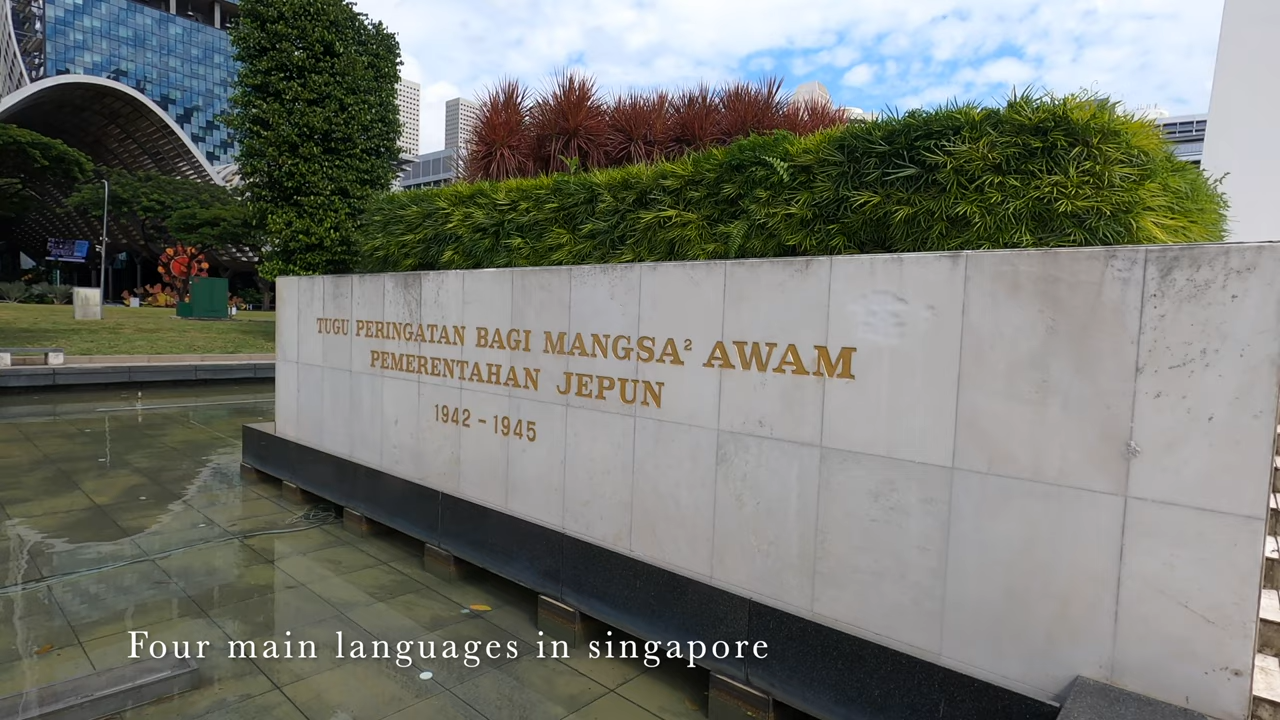 TUGU PERINGATAN BAGI MANGSA² AWAM
PEMERENTAHAN JEPUN
1942 - 1945
Four main languages in singapore